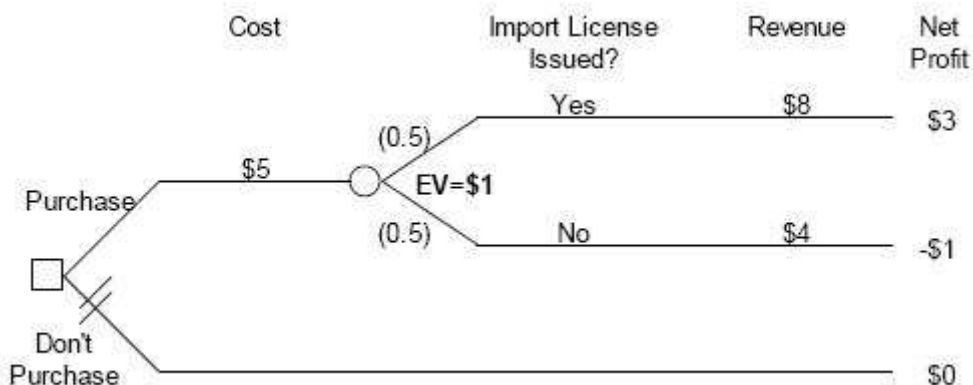 Cost
Import License
Issued?
Revenue
Net
Profit
Yes
$8
$3
(0.5)
$5
EV=$1
Purchase
(0.5)
No
$4
-$1
Don't
Purchase
$0